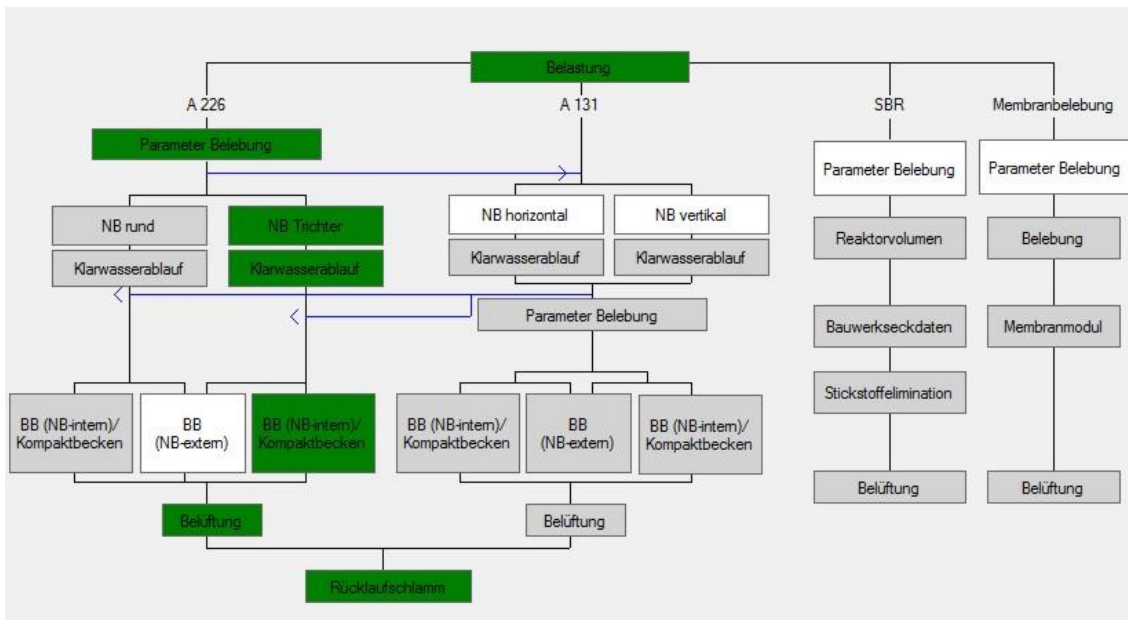 Belastung
A 226
A 131
SBR
Membranbelebung
Parameter Belebung
Parameter Belebung
Parameter Belebung
NB rund
NB Trichter
NB horizontal
NB vertikal
Reaktorvolumen
Belebung
Klarwasserablauf
Klarwasserablauf
Klarwasserablauf
Klarwasserablauf
Parameter Belebung
Bauwerkseckdaten
Membranmodul
Stickstoffelimination
BB (NB-intern)/
Kompaktbecken
BB
(NB-extern)
BB (NB-intern)/
Kompaktbecken
BB (NB-intern)/
Kompaktbecken
BB
(NB-extern)
BB (NB-intern)/
Kompaktbecken
Belüftung
Belüftung
Belüftung
Belüftung
Rücklaufschlamm